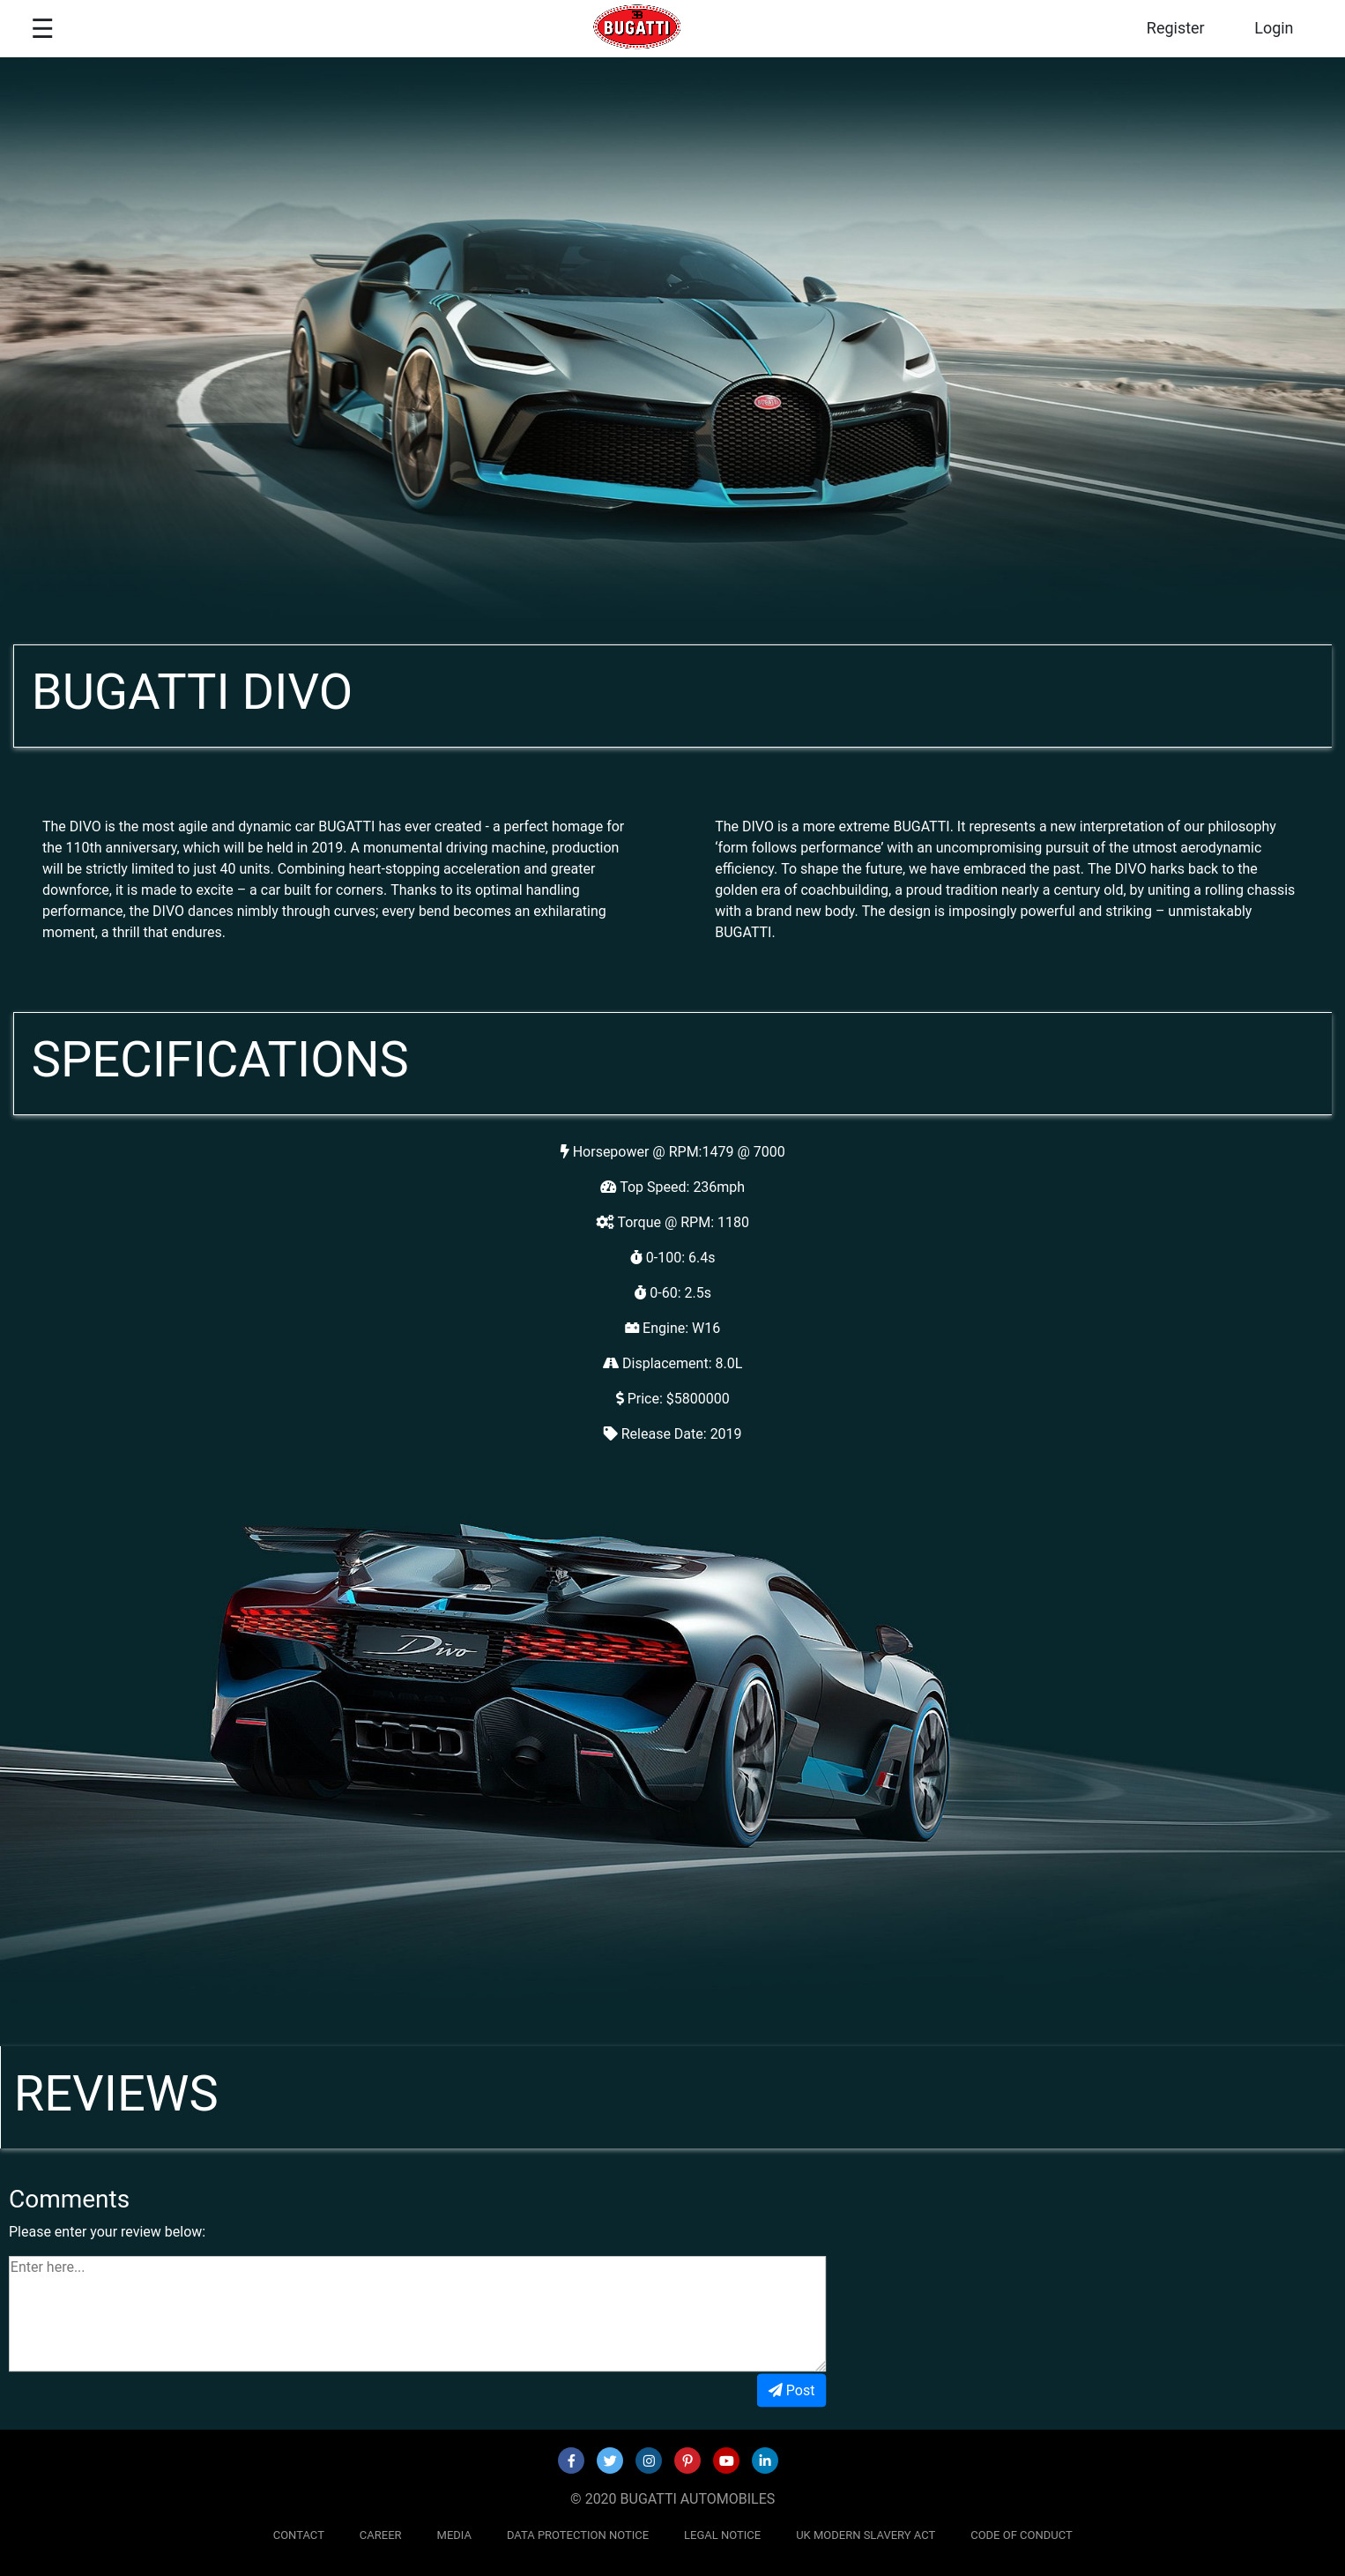 ☰
BUGATTI
Register
Login
BUGATTI DIVO
The DIVO is the most agile and dynamic car BUGATTI has ever created - a perfect homage for
the 110th anniversary, which will be held in 2019. A monumental driving machine, production
will be strictly limited to just 40 units. Combining heart-stopping acceleration and greater
downforce, it is made to excite – a car built for corners. Thanks to its optimal handling
performance, the DIVO dances nimbly through curves; every bend becomes an exhilarating
moment, a thrill that endures.
The DIVO is a more extreme BUGATTI. It represents a new interpretation of our philosophy
‘form follows performance’ with an uncompromising pursuit of the utmost aerodynamic
efficiency. To shape the future, we have embraced the past. The DIVO harks back to the
golden era of coachbuilding, a proud tradition nearly a century old, by uniting a rolling chassis
with a brand new body. The design is imposingly powerful and striking – unmistakably
BUGATTI.
SPECIFICATIONS
Horsepower @ RPM:1479 @ 7000
Top Speed: 236mph
Torque @ RPM: 1180
0-100: 6.4s
0-60: 2.5s
Engine: W16
Displacement: 8.0L
Price: $5800000
Release Date: 2019
Divo
REVIEWS
Comments
Please enter your review below:
Enter here...
Post
© 2020 BUGATTI AUTOMOBILES
CONTACT
CAREER
MEDIA
DATA PROTECTION NOTICE
LEGAL NOTICE
UK MODERN SLAVERY ACT
CODE OF CONDUCT